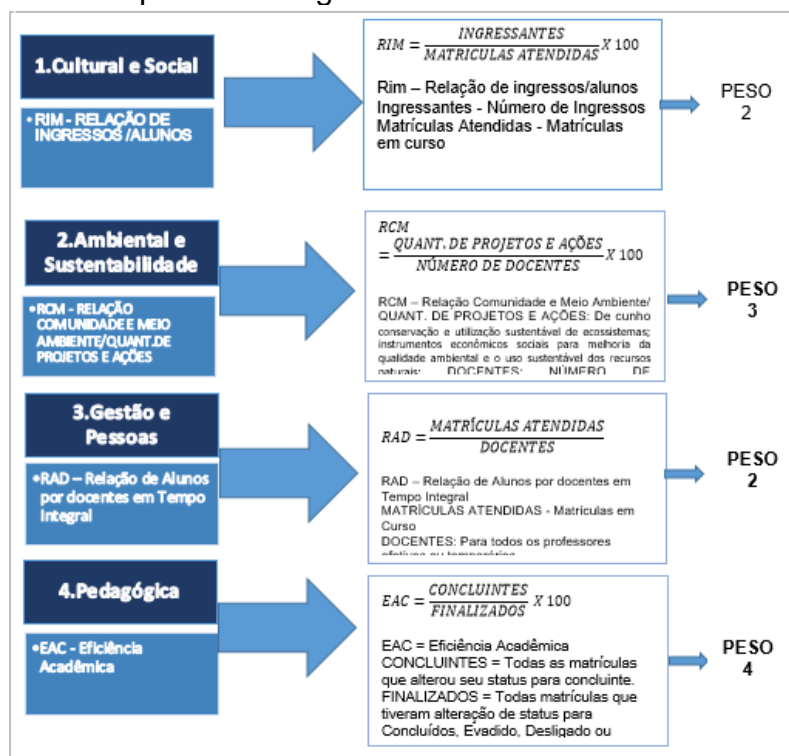 1.Cultural e Social
• RIM - RELAÇÃO DE
INGRESSOS /ALUNOS
RIM = INGRESSANTES
MATRICULAS ATENDIDAS X 100
Rim – Relação de ingressos/alunos
Ingressantes - Número de Ingressos
Matrículas Atendidas - Matrículas
em curso
PESO
2
2.Ambiental e
Sustentabilidade
•RCM - RELAÇÃO
COMUNIDADE E MEIO
AMBIENTE/QUANT.DE
PROJETOS E AÇÕES
RCM
= QUANT. DE PROJETOS E AÇÕES
NÚMERO DE DOCENTES X 100
RCM – Relação Comunidade e Meio Ambiente/
QUANT. DE PROJETOS E AÇÕES: De cunho
conservação e utilização sustentável de ecossistemas;
instrumentos econômicos sociais para melhoria da
qualidade ambiental e o uso sustentável dos recursos
naturais; DOCENTES: NÚMERO DE
PESO
3
3.Gestão e
Pessoas
•RAD – Relação de Alunos
por docentes em Tempo
Integral
RAD = MATRÍCULAS ATENDIDAS
DOCENTES
RAD – Relação de Alunos por docentes em
Tempo Integral
MATRÍCULAS ATENDIDAS - Matrículas em
Curso
DOCENTES: Para todos os professores
PESO
2
4.Pedagógica
•EAC - Eficiência
Acadêmica
EAC = CONCLUINTES
FINALIZADOS X 100
EAC = Eficiência Acadêmica
CONCLUINTES = Todas as matrículas
que alterou seu status para concluinte.
FINALIZADOS = Todas matrículas que
tiveram alteração de status para
Concluídos, Evadido, Desligado ou
PESO
4